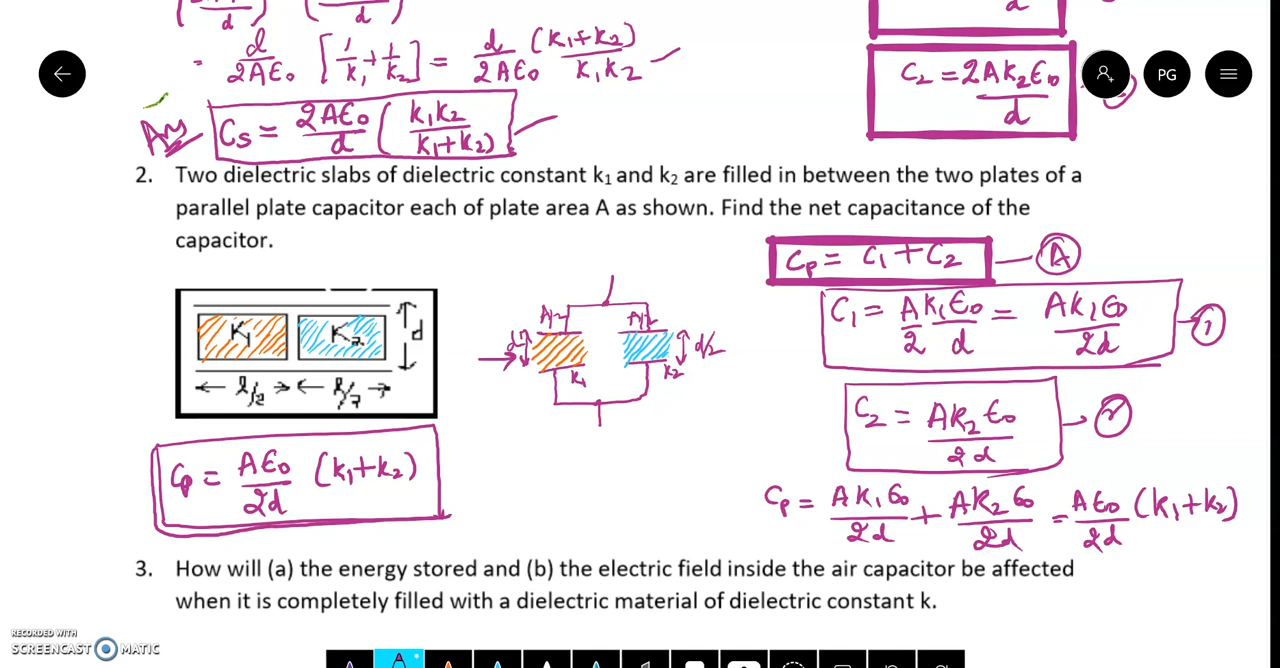 d d d
= d/2Aε₀ [1/k₁ + 1/k₂] = d/2Aε₀ (k₁+k₂)/k₁k₂
C₂ = 2Ak₂ε₀/d
PG
Ans Cs = 2Aε₀/d (k₁k₂/k₁+k₂)
2. Two dielectric slabs of dielectric constant k₁ and k₂ are filled in between the two plates of a
parallel plate capacitor each of plate area A as shown. Find the net capacitance of the
capacitor.
Cp = C₁ + C₂ — A
C₁ = A/2 k₁ε₀/d = Ak₁ε₀/2d — 1
K₁ K₂ d
l/2 l/2
A/2 A/2
d d/2
K₁ K₂
C₂ = Ak₂ε₀/2d → 2
Cp = Aε₀/2d (k₁+k₂)
Cp = Ak₁ε₀/2d + Ak₂ε₀/2d = Aε₀/2d (k₁+k₂)
3. How will (a) the energy stored and (b) the electric field inside the air capacitor be affected
when it is completely filled with a dielectric material of dielectric constant k.
RECORDED WITH
SCREENCAST MATIC